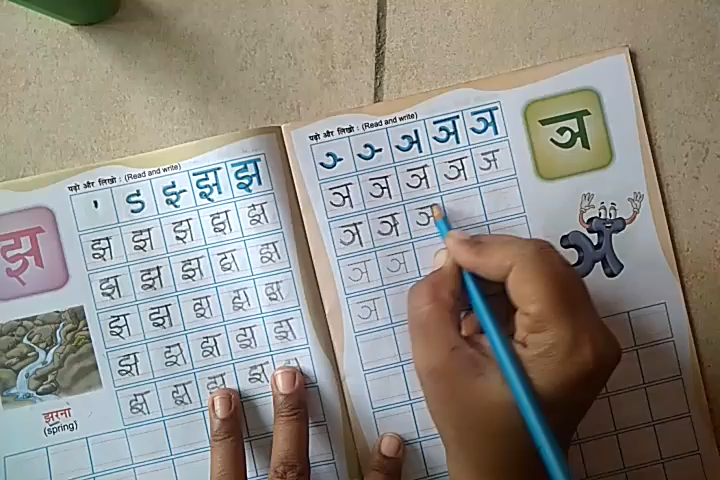 पढ़ो और लिखो : (Read and write)
झ झ झ
झ झ झ झ झ
झ झ झ झ झ
झ झ झ झ झ
झ झ झ झ झ
झ झ झ झ
झ
झरना
(spring)
पढ़ो और लिखो : (Read and write)
ञ ञ ञ
ञ ञ ञ ञ ञ
ञ ञ ञ
ञ ञ
ञ
ञ
ञ